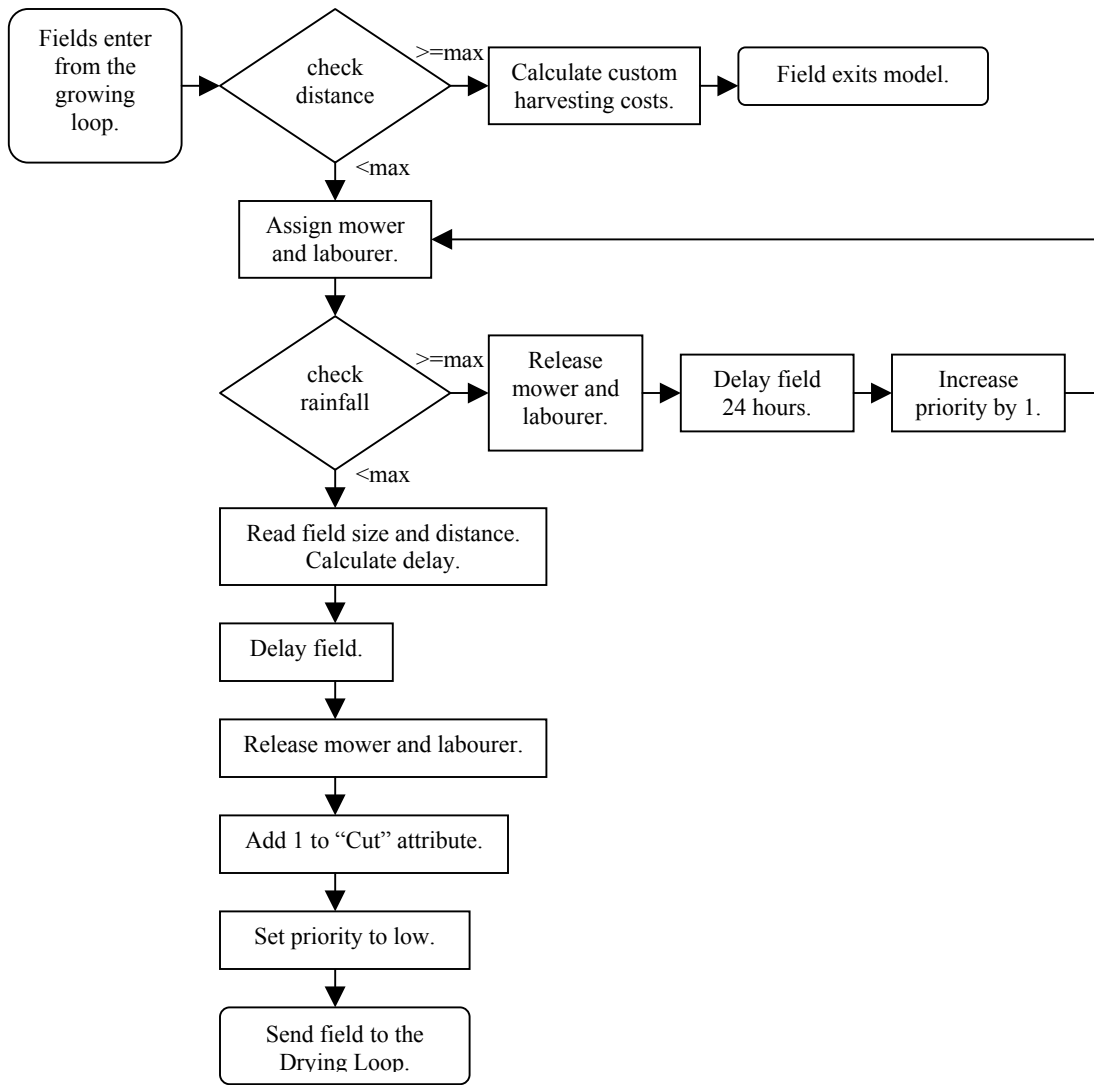 Fields enter
from the
growing
loop.
check
distance
>=max
Calculate custom
harvesting costs.
Field exits model.
<max
Assign mower
and labourer.
check
rainfall
>=max
Release
mower and
labourer.
Delay field
24 hours.
Increase
priority by 1.
<max
Read field size and distance.
Calculate delay.
Delay field.
Release mower and labourer.
Add 1 to “Cut” attribute.
Set priority to low.
Send field to the
Drying Loop.